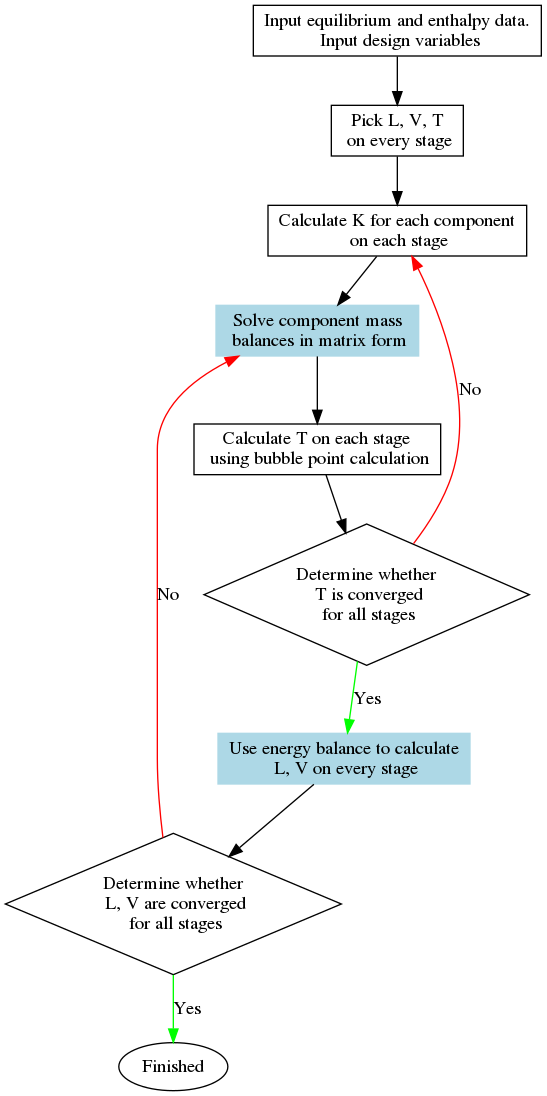 Input equilibrium and enthalpy data.
Input design variables
Pick L, V, T
on every stage
Calculate K for each component
on each stage
Solve component mass
balances in matrix form
No
Calculate T on each stage
using bubble point calculation
Determine whether
T is converged
for all stages
No
Yes
Use energy balance to calculate
L, V on every stage
Determine whether
L, V are converged
for all stages
Yes
Finished